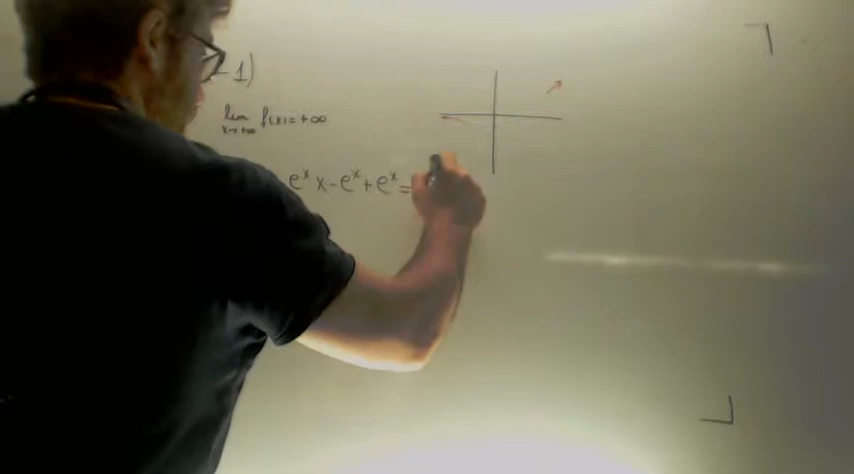 - 1)
lim x→+∞ f(x) = +∞
e^x x - e^x + e^x =